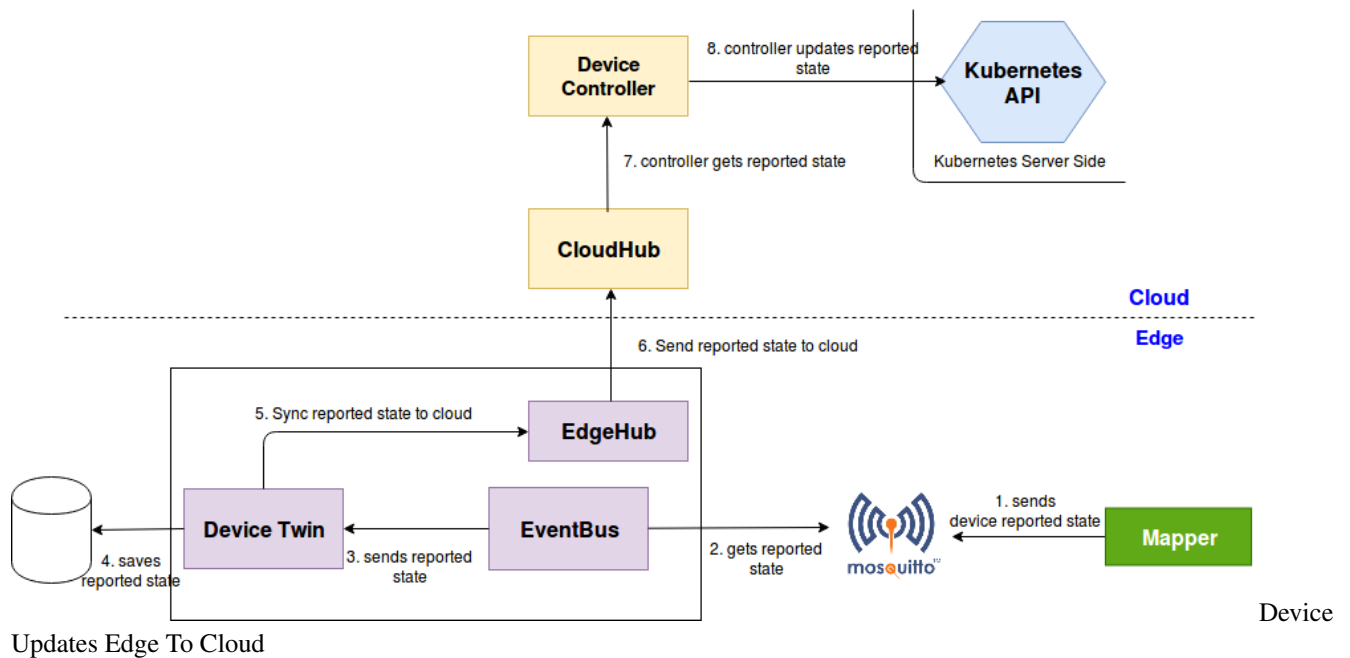 Device
Controller
8. controller updates reported
state
Kubernetes
API
Kubernetes Server Side
7. controller gets reported state
CloudHub
Cloud
Edge
6. Send reported state to cloud
5. Sync reported state to cloud
EdgeHub
Device Twin
EventBus
4. saves
reported state
3. sends reported
state
2. gets reported
state
mosquitto™
1. sends
device reported state
Mapper
Device
Updates Edge To Cloud